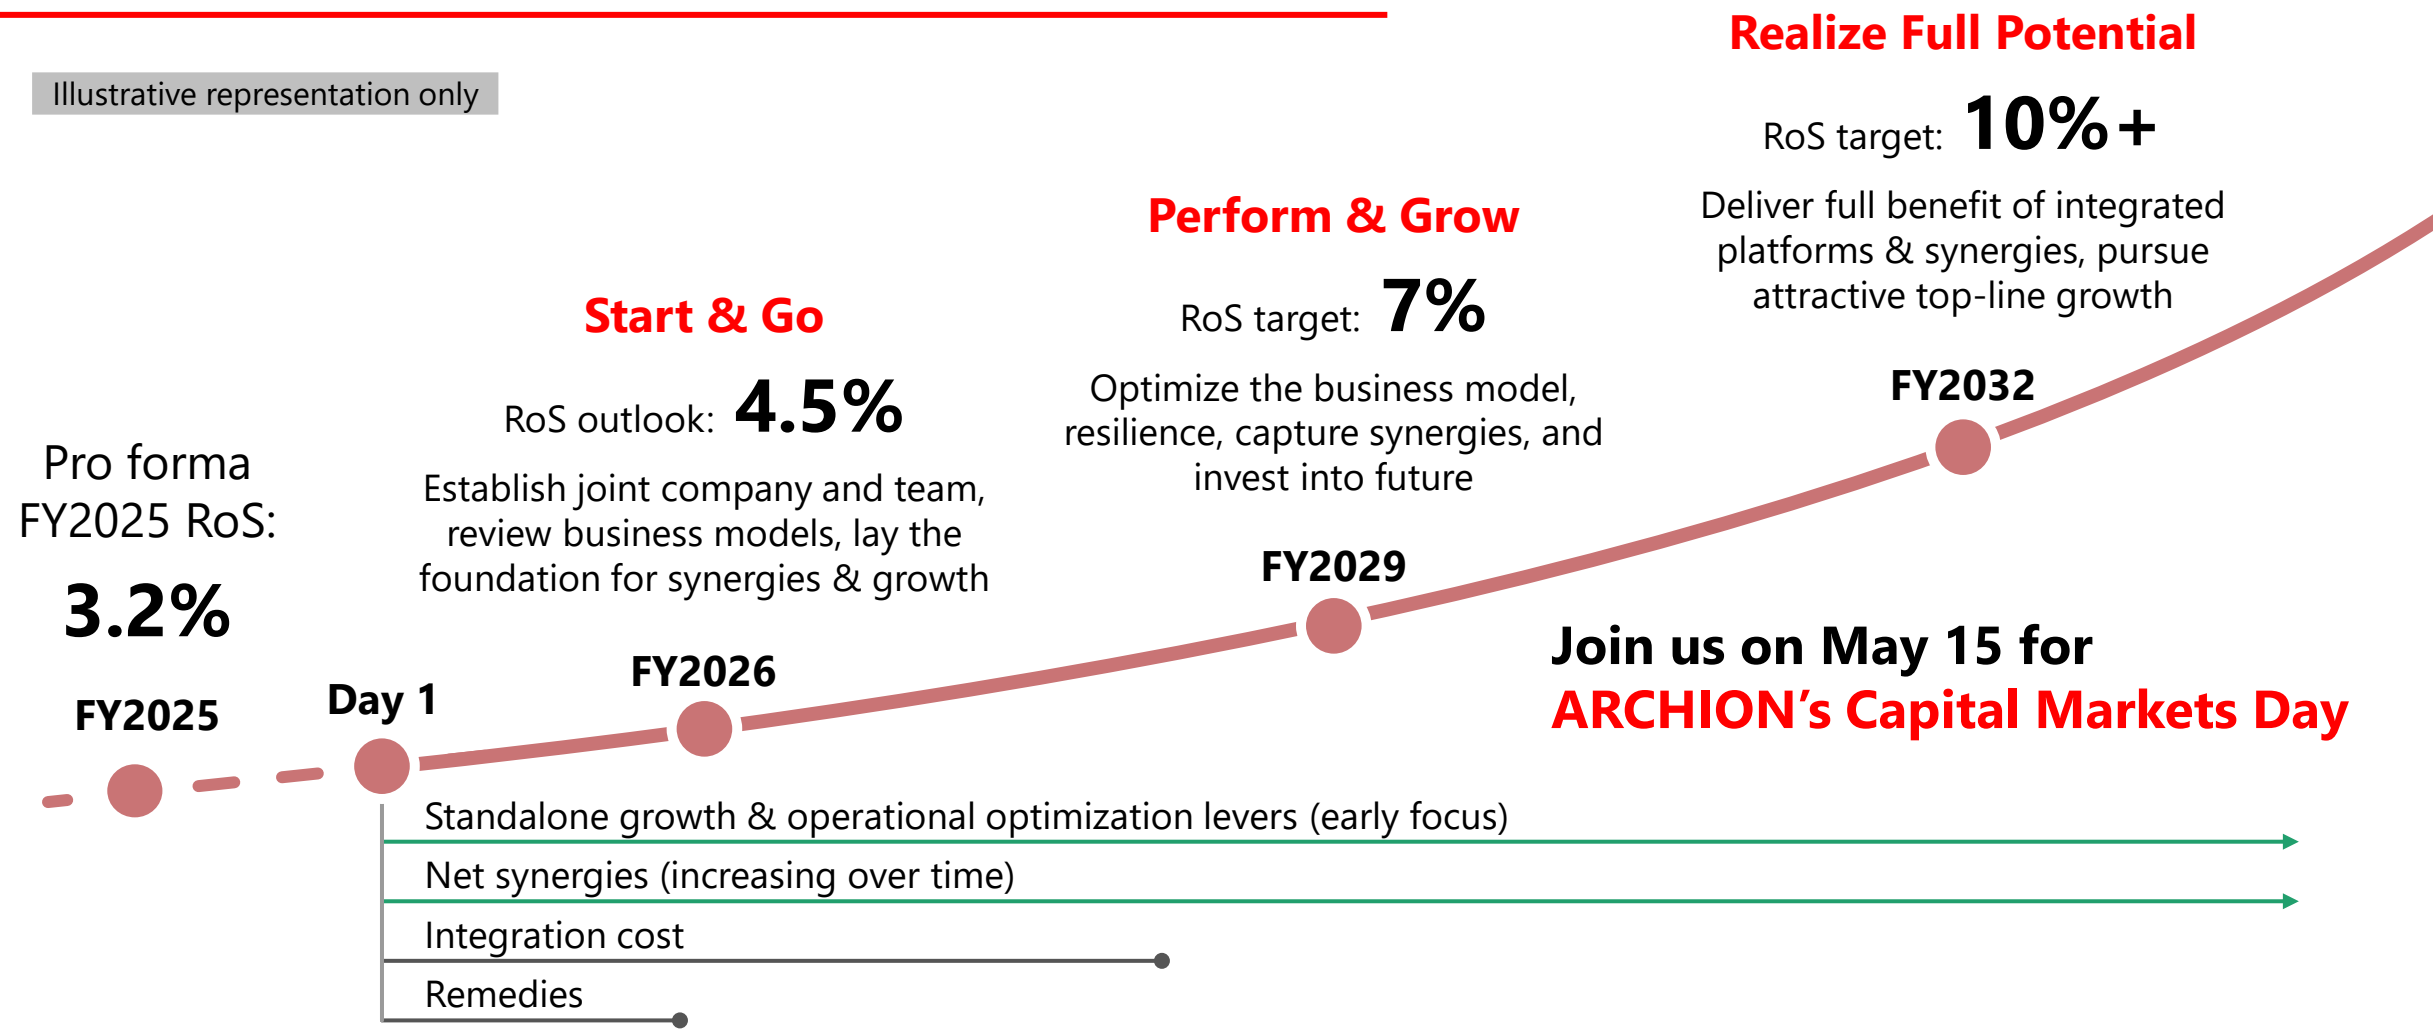 Illustrative representation only
Pro forma
FY2025 RoS:
3.2%
FY2025
Day 1
Start & Go
RoS outlook: 4.5%
Establish joint company and team,
review business models, lay the
foundation for synergies & growth
FY2026
Perform & Grow
RoS target: 7%
Optimize the business model,
resilience, capture synergies, and
invest into future
FY2029
Realize Full Potential
RoS target: 10%+
Deliver full benefit of integrated
platforms & synergies, pursue
attractive top-line growth
FY2032
Join us on May 15 for
ARCHION’s Capital Markets Day
Standalone growth & operational optimization levers (early focus)
Net synergies (increasing over time)
Integration cost
Remedies